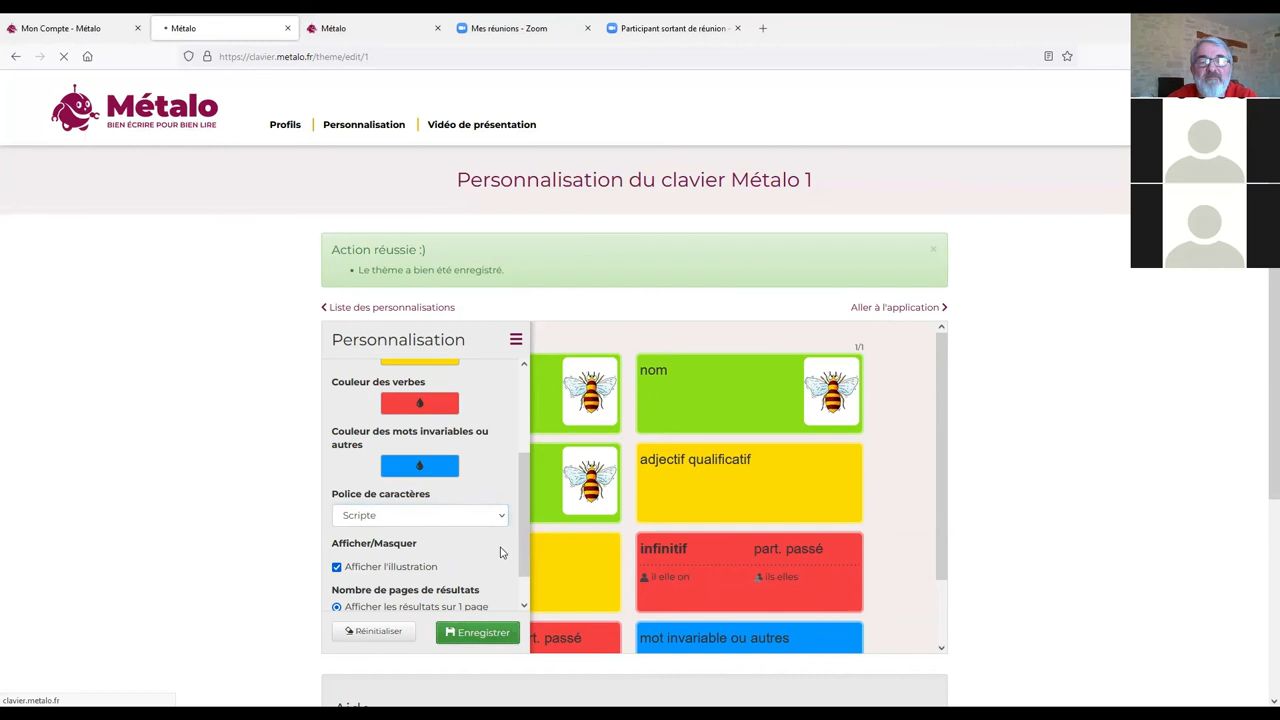 Mon Compte - Métalo
Métalo
Métalo
Mes réunions - Zoom
Participant sortant de réunion -
https://clavier.metalo.fr/theme/edit/1
Métalo
BIEN ÉCRIRE POUR BIEN LIRE
Profils
Personnalisation
Vidéo de présentation
Personnalisation du clavier Métalo 1
Action réussie :)
• Le thème a bien été enregistré.
Liste des personnalisations
Aller à l'application
Personnalisation
1/1
nom
Couleur des verbes
Couleur des mots invariables ou
autres
adjectif qualificatif
Police de caractères
Scripte
Afficher/Masquer
Afficher l'illustration
infinitif part. passé
il elle on ils elles
Nombre de pages de résultats
Afficher les résultats sur 1 page
Réinitialiser
Enregistrer
rt. passé
mot invariable ou autres
clavier.metalo.fr